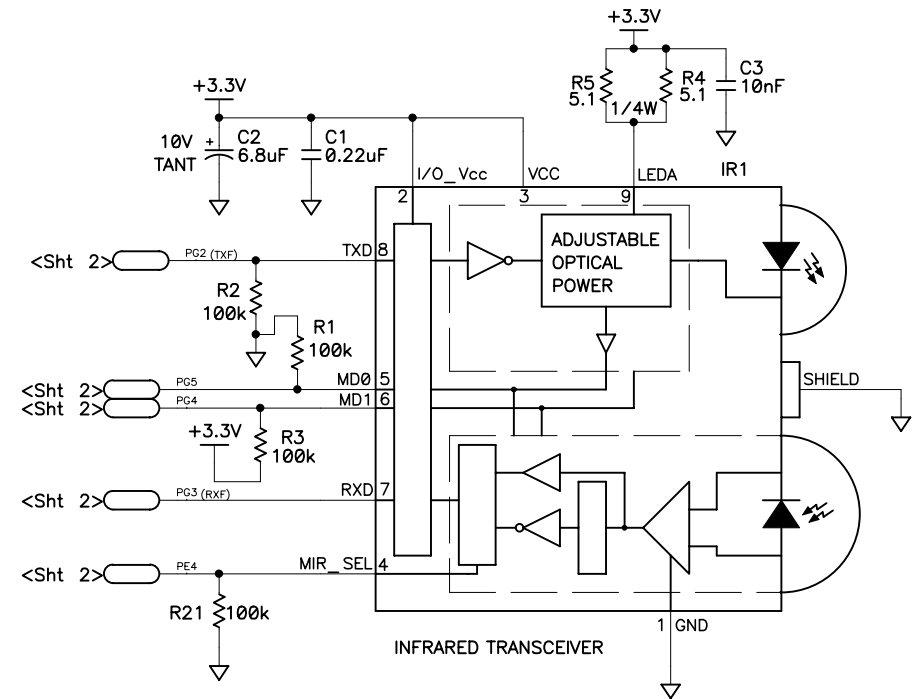 +3.3V
R5
5.1
1/4W
R4
5.1
C3
10nF
+3.3V
10V
TANT
+
C2
6.8uF
C1
0.22uF
I/O_Vcc
VCC
LEDA
IR1
2
3
9
<Sht 2>
PG2 (TXF)
TXD 8
ADJUSTABLE
OPTICAL
POWER
R2
100k
R1
100k
<Sht 2>
PG5
MD0 5
<Sht 2>
PG4
MD1 6
SHIELD
+3.3V
R3
100k
<Sht 2>
PG3 (RXF)
RXD 7
<Sht 2>
PE4
MIR_SEL 4
R21
100k
1 GND
INFRARED TRANSCEIVER